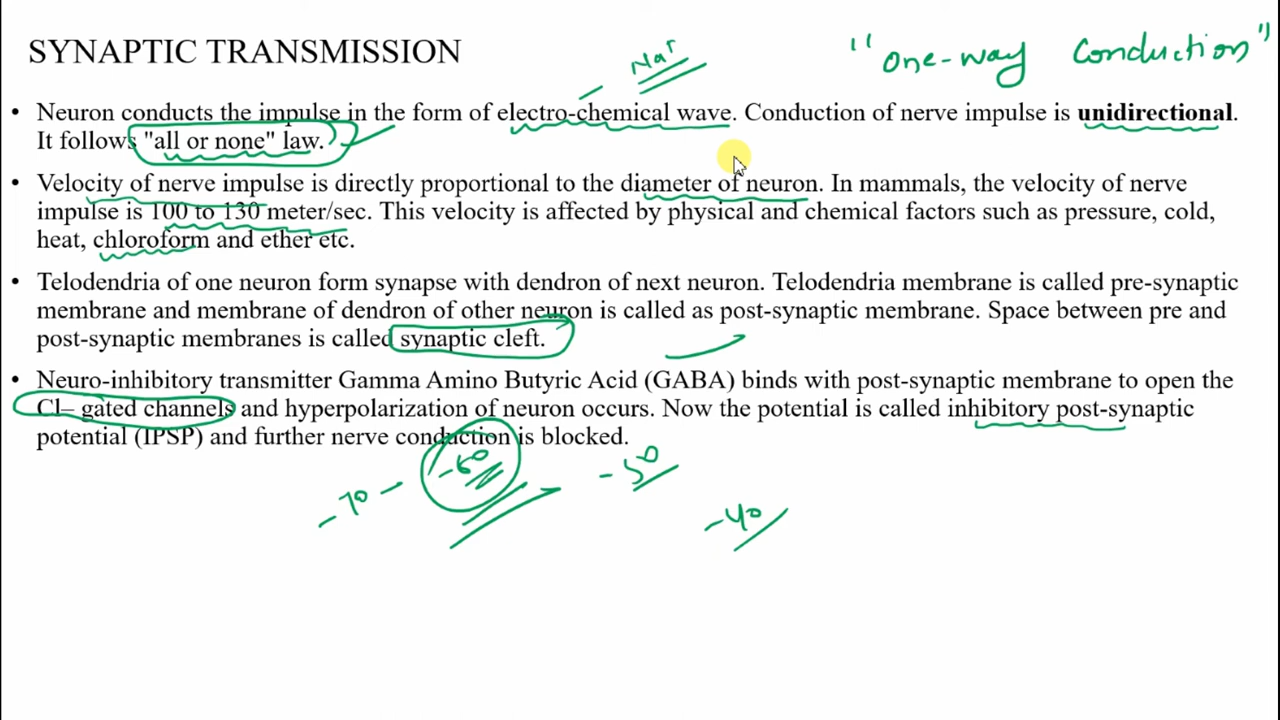 SYNAPTIC TRANSMISSION
Na+
"One-way Conduction"
• Neuron conducts the impulse in the form of electro-chemical wave. Conduction of nerve impulse is unidirectional.
It follows "all or none" law.
• Velocity of nerve impulse is directly proportional to the diameter of neuron. In mammals, the velocity of nerve
impulse is 100 to 130 meter/sec. This velocity is affected by physical and chemical factors such as pressure, cold,
heat, chloroform and ether etc.
• Telodendria of one neuron form synapse with dendron of next neuron. Telodendria membrane is called pre-synaptic
membrane and membrane of dendron of other neuron is called as post-synaptic membrane. Space between pre and
post-synaptic membranes is called synaptic cleft.
• Neuro-inhibitory transmitter Gamma Amino Butyric Acid (GABA) binds with post-synaptic membrane to open the
Cl– gated channels and hyperpolarization of neuron occurs. Now the potential is called inhibitory post-synaptic
potential (IPSP) and further nerve conduction is blocked.
-70 - -60 -50
-40